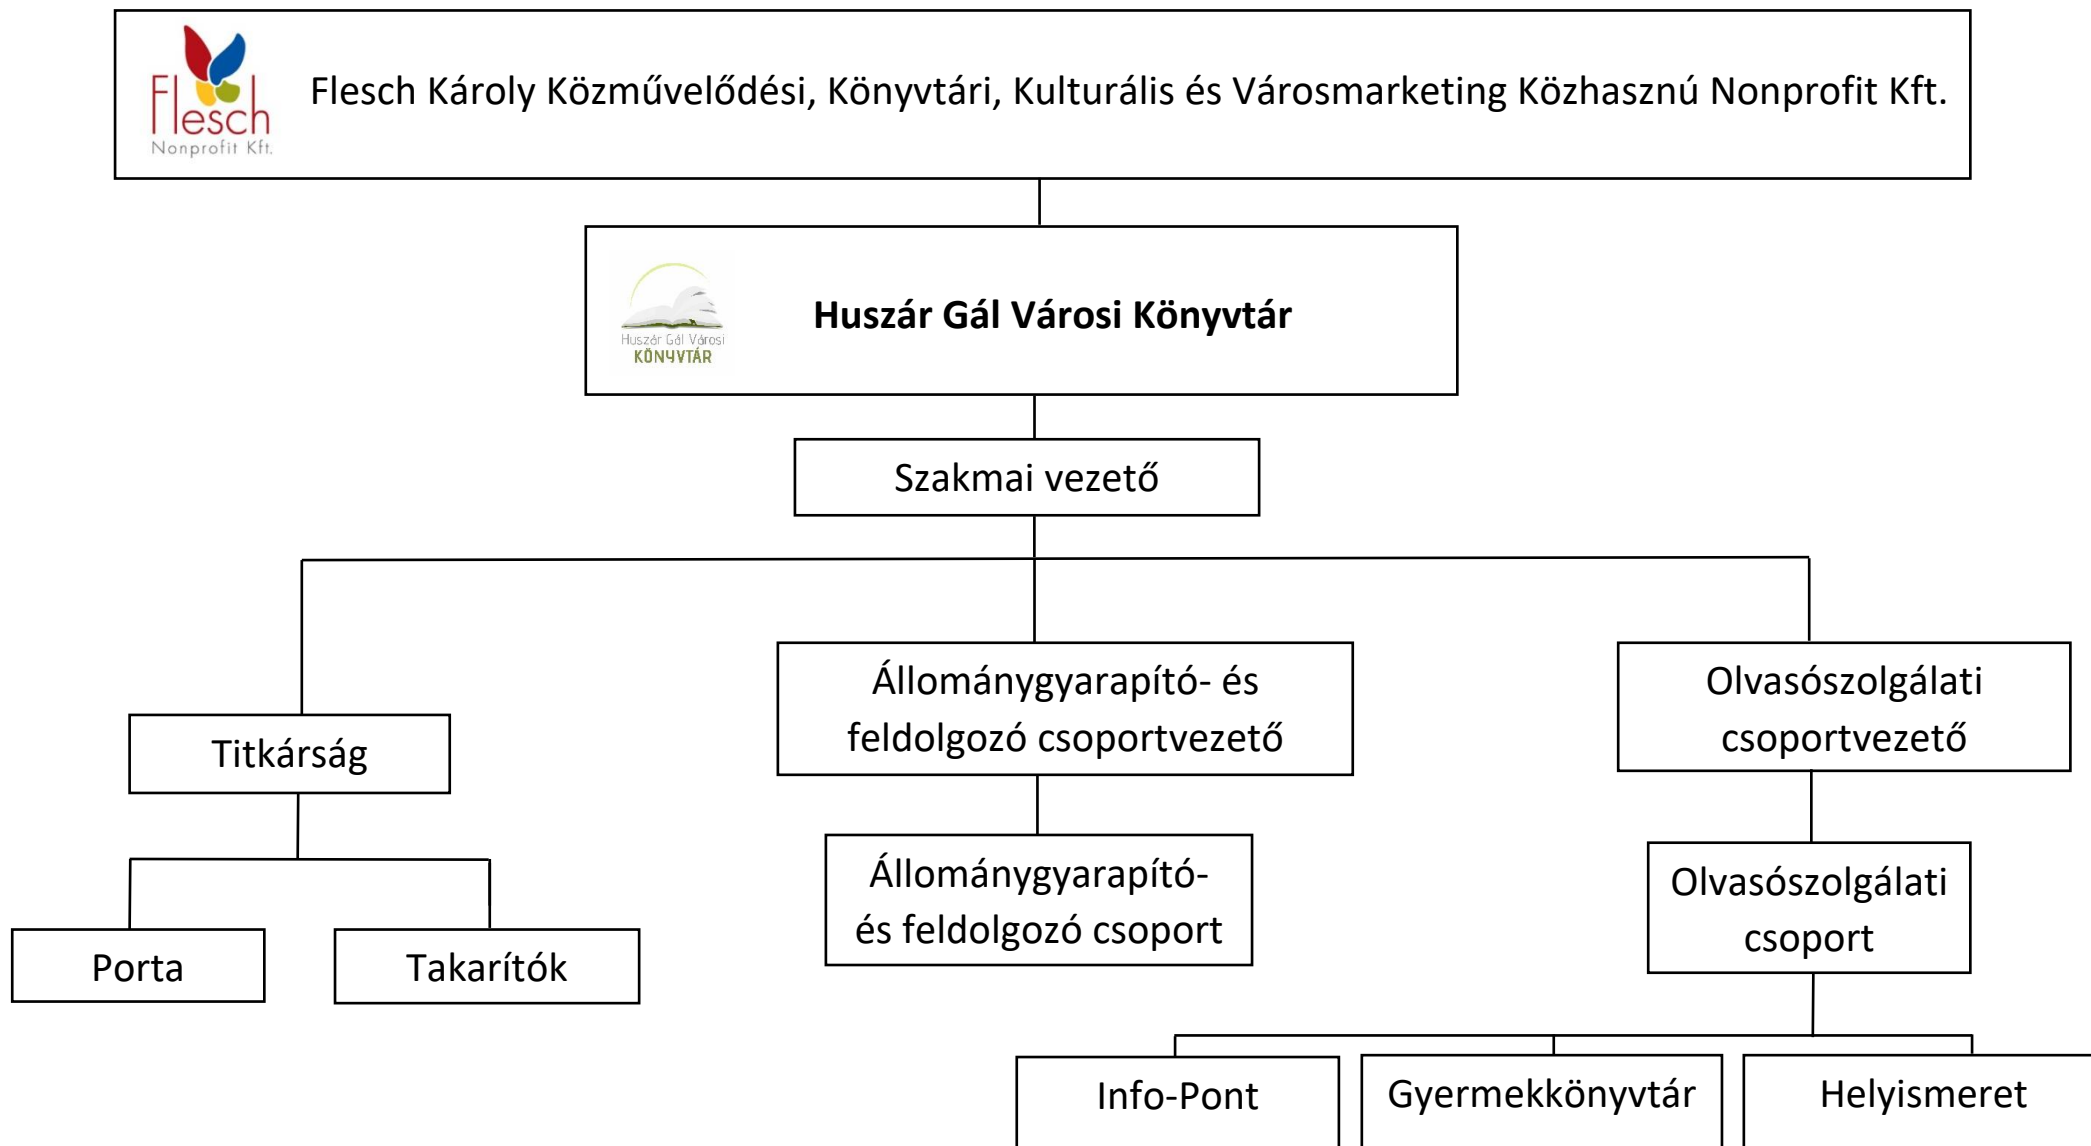 Flesch
Nonprofit Kft.
Flesch Károly Közművelődési, Könyvtári, Kulturális és Városmarketing Közhasznú Nonprofit Kft.
Huszár Gál Városi
KÖNYVTÁR
Huszár Gál Városi Könyvtár
Szakmai vezető
Titkárság
Állománygyarapító- és
feldolgozó csoportvezető
Olvasószolgálati
csoportvezető
Porta
Takarítók
Állománygyarapító-
és feldolgozó csoport
Olvasószolgálati
csoport
Info-Pont
Gyermekkönyvtár
Helyismeret